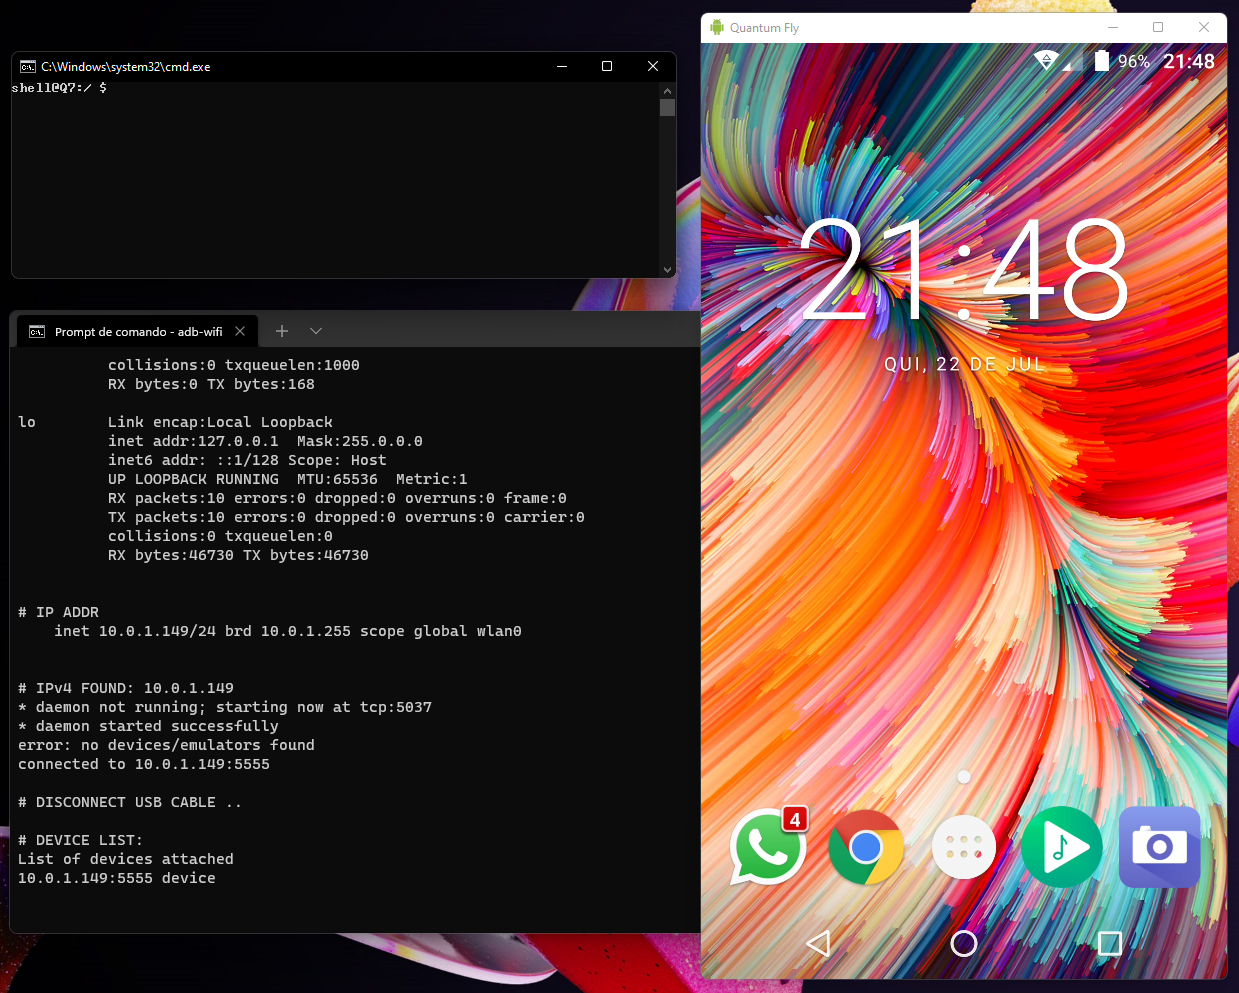 C:\Windows\system32\cmd.exe
shell@Q7:/ $
Prompt de comando - adb-wifi
collisions:0 txqueuelen:1000
RX bytes:0 TX bytes:168
lo        Link encap:Local Loopback
inet addr:127.0.0.1  Mask:255.0.0.0
inet6 addr: ::1/128 Scope: Host
UP LOOPBACK RUNNING  MTU:65536  Metric:1
RX packets:10 errors:0 dropped:0 overruns:0 frame:0
TX packets:10 errors:0 dropped:0 overruns:0 carrier:0
collisions:0 txqueuelen:0
RX bytes:46730 TX bytes:46730
# IP ADDR
inet 10.0.1.149/24 brd 10.0.1.255 scope global wlan0
# IPv4 FOUND: 10.0.1.149
* daemon not running; starting now at tcp:5037
* daemon started successfully
error: no devices/emulators found
connected to 10.0.1.149:5555
# DISCONNECT USB CABLE ..
# DEVICE LIST:
List of devices attached
10.0.1.149:5555 device
Quantum Fly
96% 21:48
21:48
QUI, 22 DE JUL
4